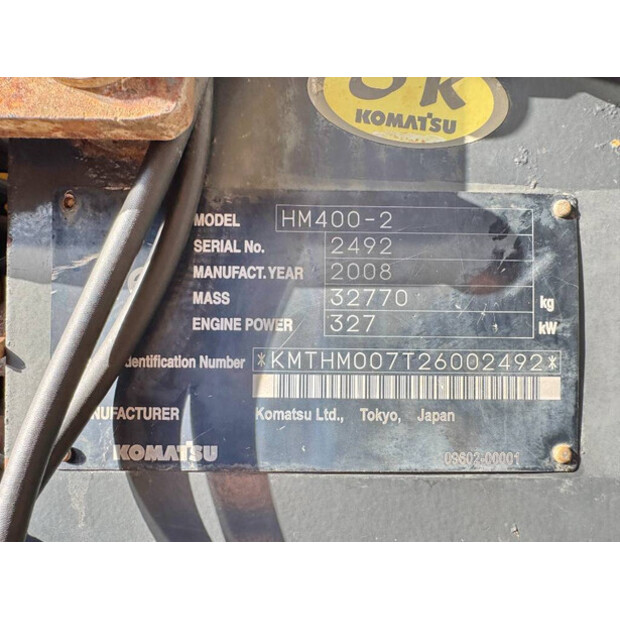 OK
KOMATSU
MODEL HM400-2
SERIAL No. 2492
MANUFACT.YEAR 2008
MASS 32770 kg
ENGINE POWER 327 kW
dentification Number *KMTHM007T26002492*
NUFACTURER Komatsu Ltd., Tokyo, Japan
KOMATSU 09602-00001